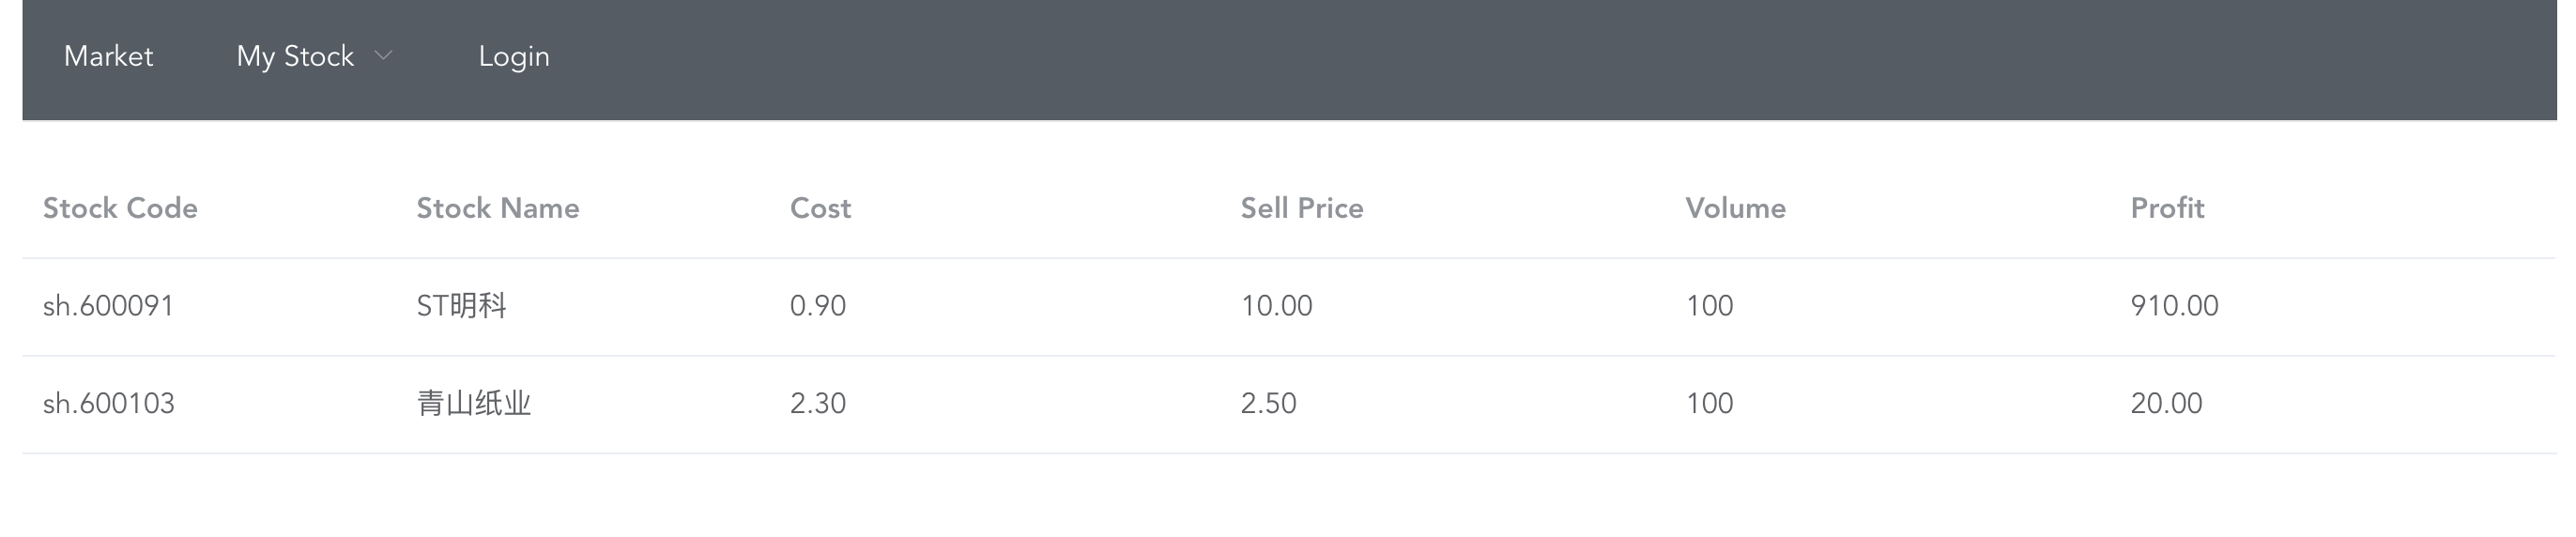 Market My Stock Login
Stock Code Stock Name Cost Sell Price Volume Profit
sh.600091 ST明科 0.90 10.00 100 910.00
sh.600103 青山纸业 2.30 2.50 100 20.00